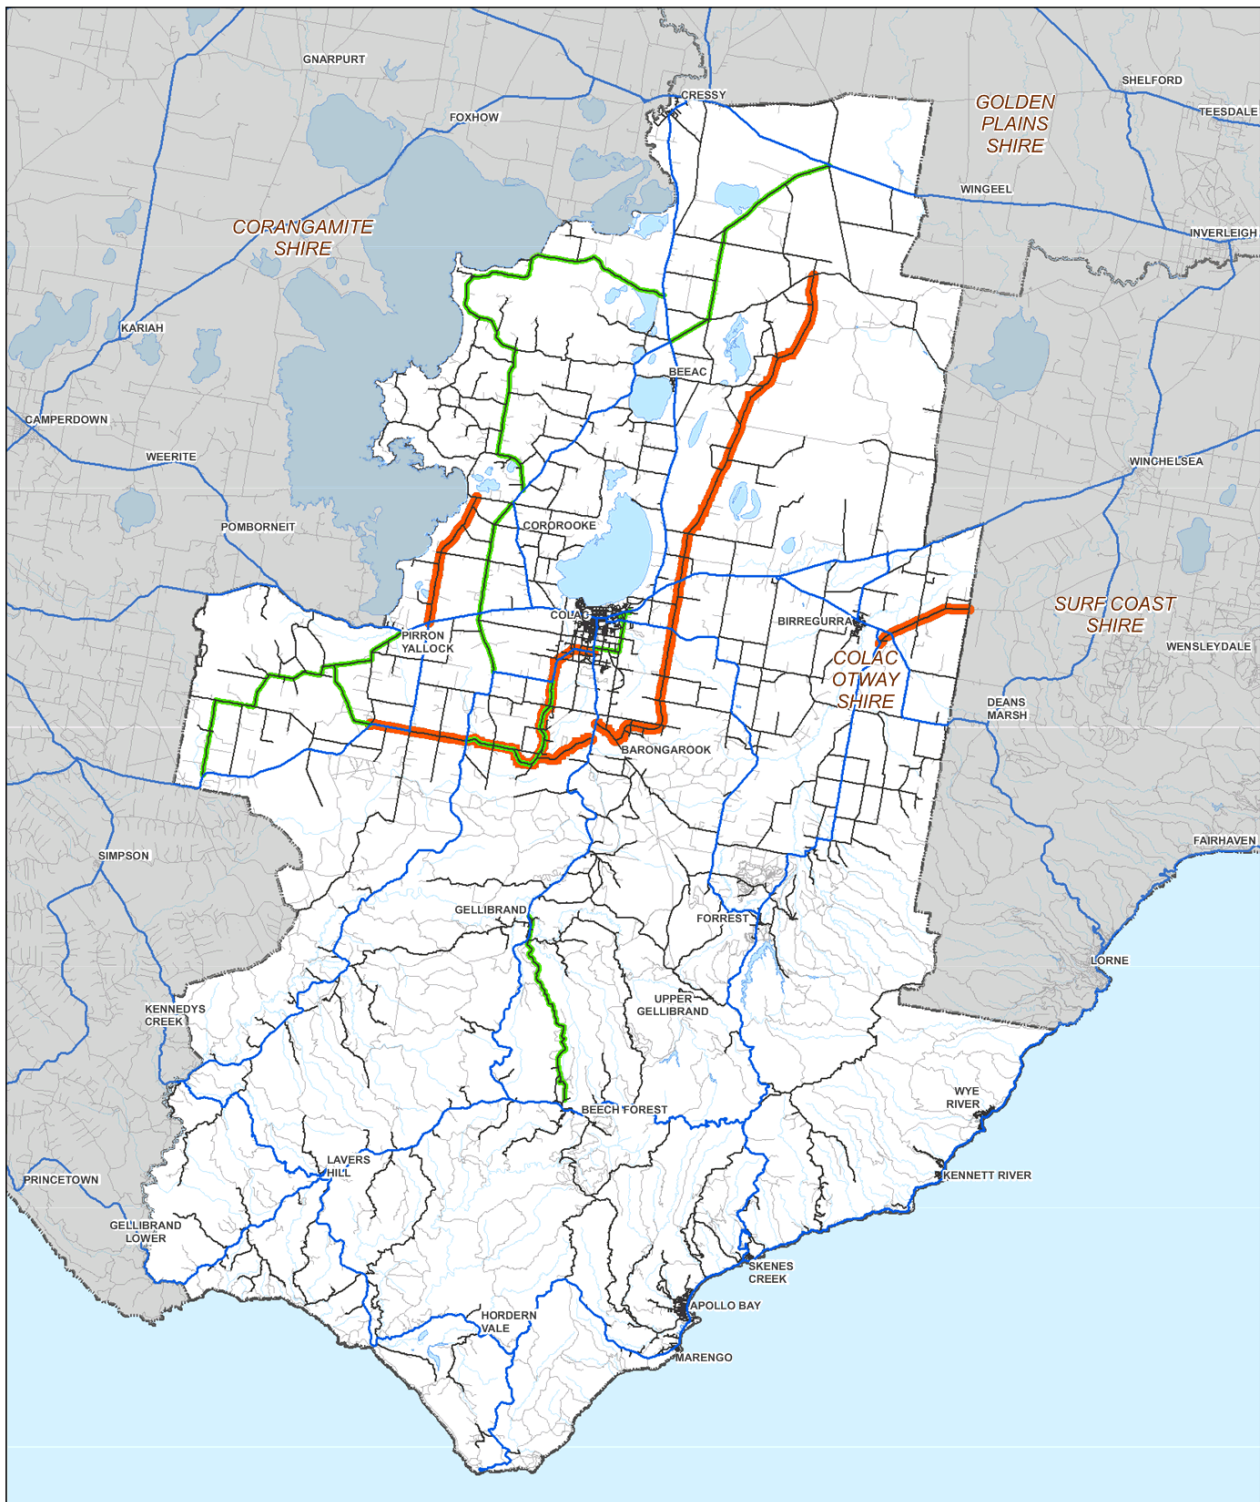 GNARPURT
SHELFORD
CRESSY
GOLDEN
PLAINS
SHIRE
TEESDALE
FOXHOW
WINGEEL
CORANGAMITE
SHIRE
INVERLEIGH
KARIAH
BEEAC
CAMPERDOWN
WEERITE
WINCHELSEA
POMBORNEIT
COROROOKE
COLAC
SURF COAST
SHIRE
BIRREGURRA
PIRRON
YALLOCK
WENSLEYDALE
COLAC
OTWAY
SHIRE
DEANS
MARSH
BARONGAROOK
FAIRHAVEN
SIMPSON
GELLIBRAND
FORREST
LORNE
UPPER
GELLIBRAND
KENNEDYS
CREEK
WYE
RIVER
BEECH FOREST
LAVERS
HILL
KENNETT RIVER
PRINCETOWN
GELLIBRAND
LOWER
SKENES
CREEK
APOLLO BAY
HORDERN
VALE
MARENGO